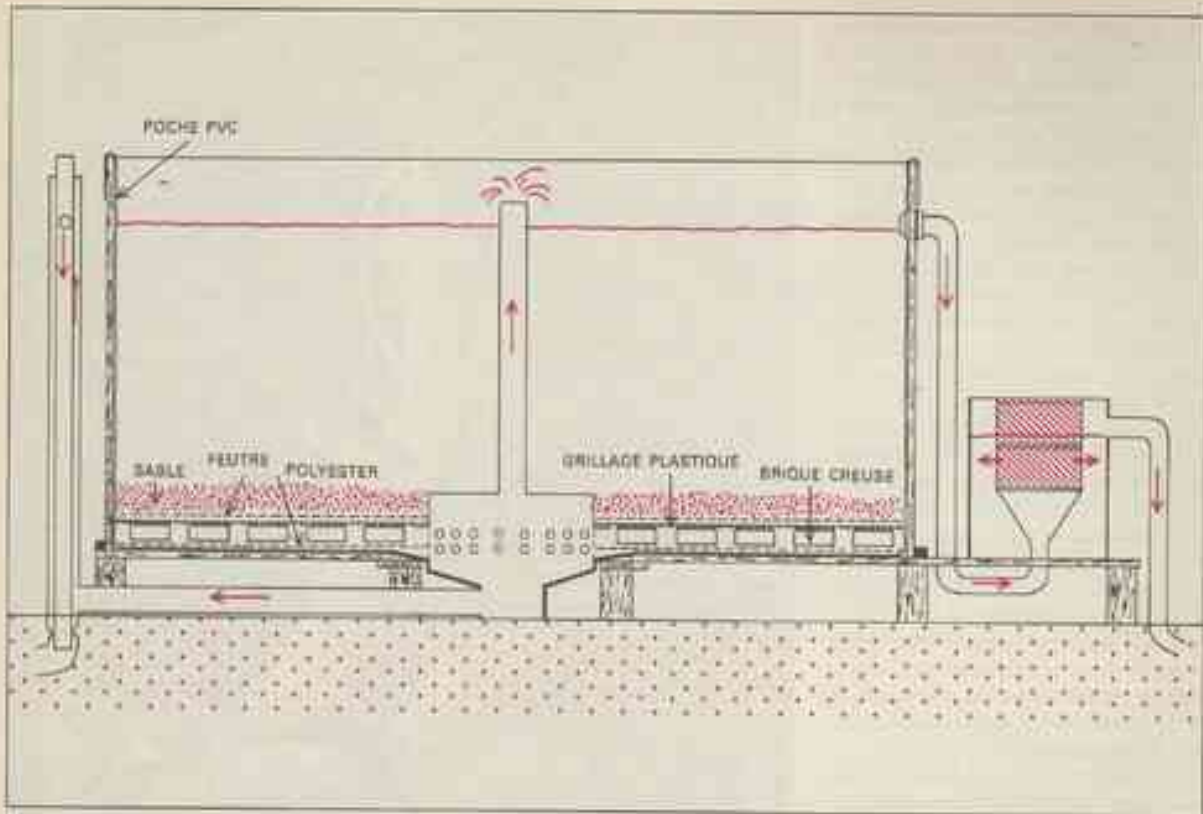 POCHE PVC
SABLE
FEUTRE
POLYESTER
GRILLAGE PLASTIQUE
BRIQUE CREUSE